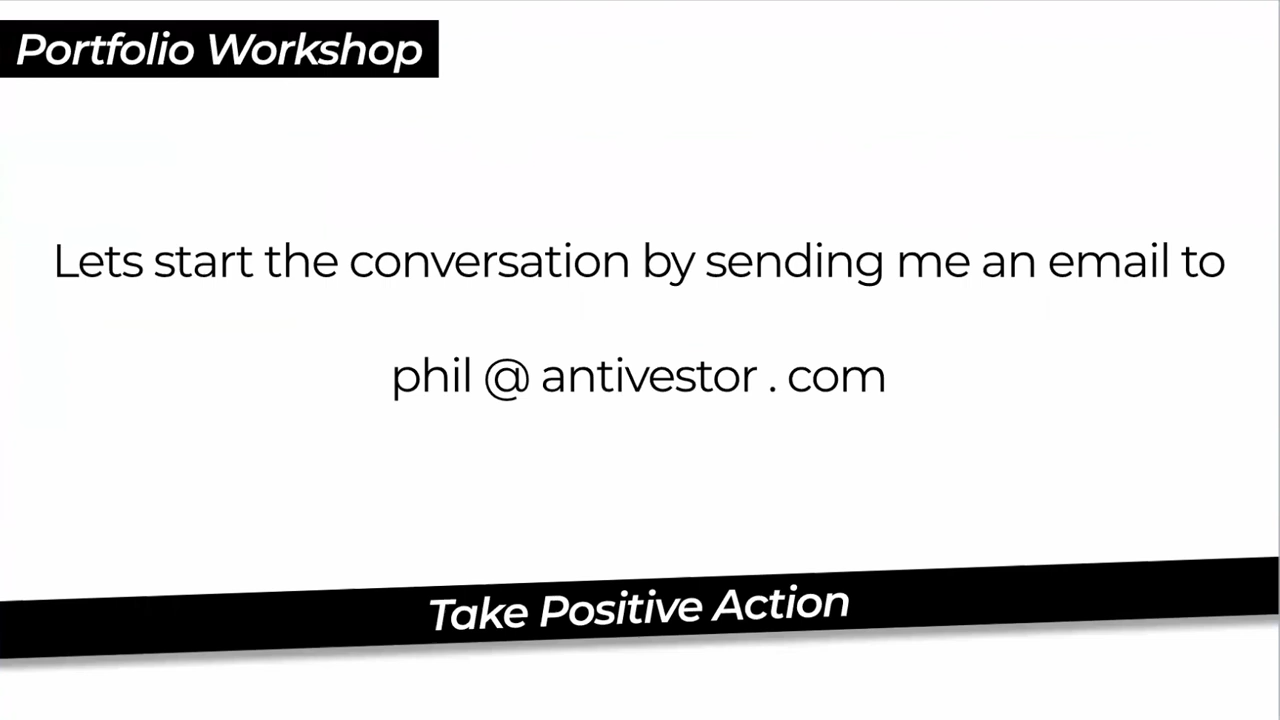 Portfolio Workshop
Lets start the conversation by sending me an email to
phil @ antivestor . com
Take Positive Action